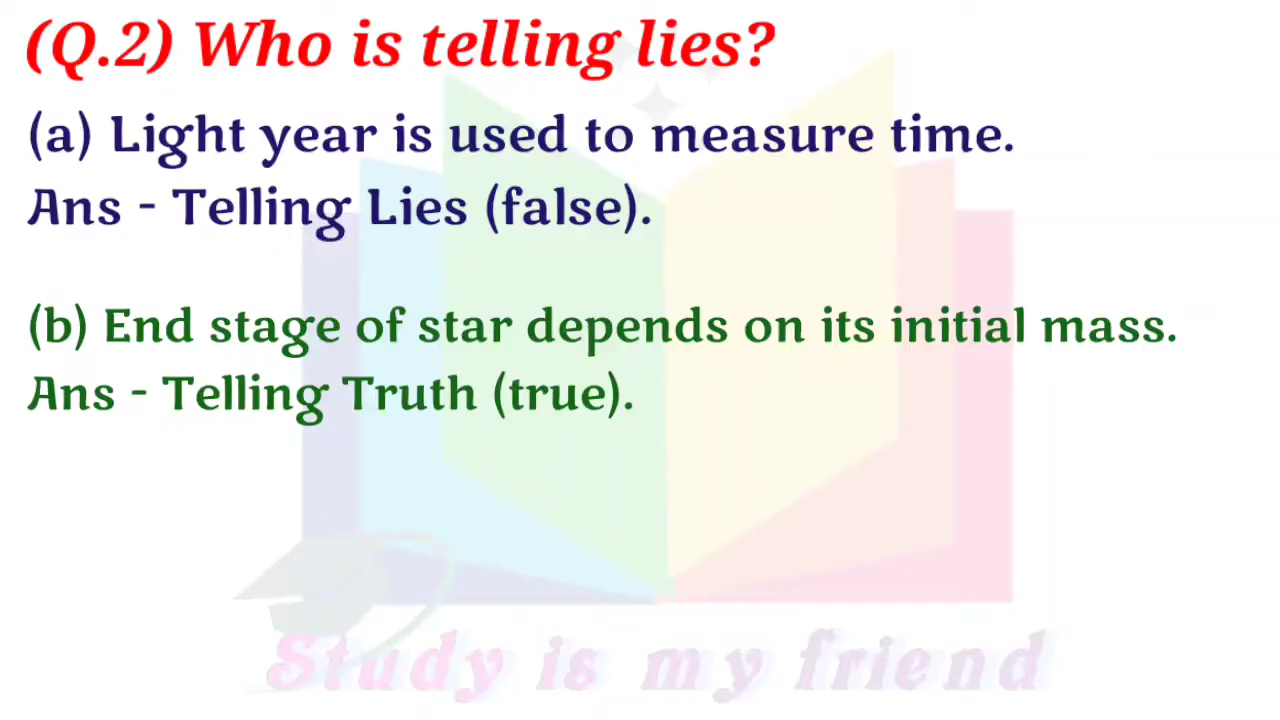 (Q.2) Who is telling lies?
(a) Light year is used to measure time.
Ans - Telling Lies (false).
(b) End stage of star depends on its initial mass.
Ans - Telling Truth (true).
Study is my friend